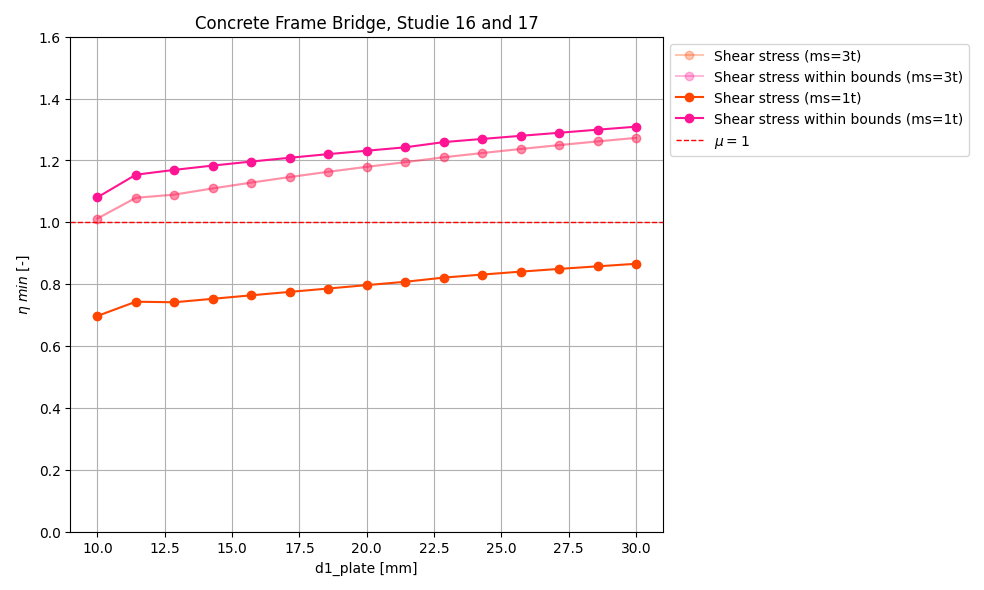 Concrete Frame Bridge, Studie 16 and 17
1.6
1.4
1.2
1.0
0.8
0.6
0.4
0.2
0.0
η min [-]
10.0
12.5
15.0
17.5
20.0
22.5
25.0
27.5
30.0
d1_plate [mm]
Shear stress (ms=3t)
Shear stress within bounds (ms=3t)
Shear stress (ms=1t)
Shear stress within bounds (ms=1t)
μ = 1